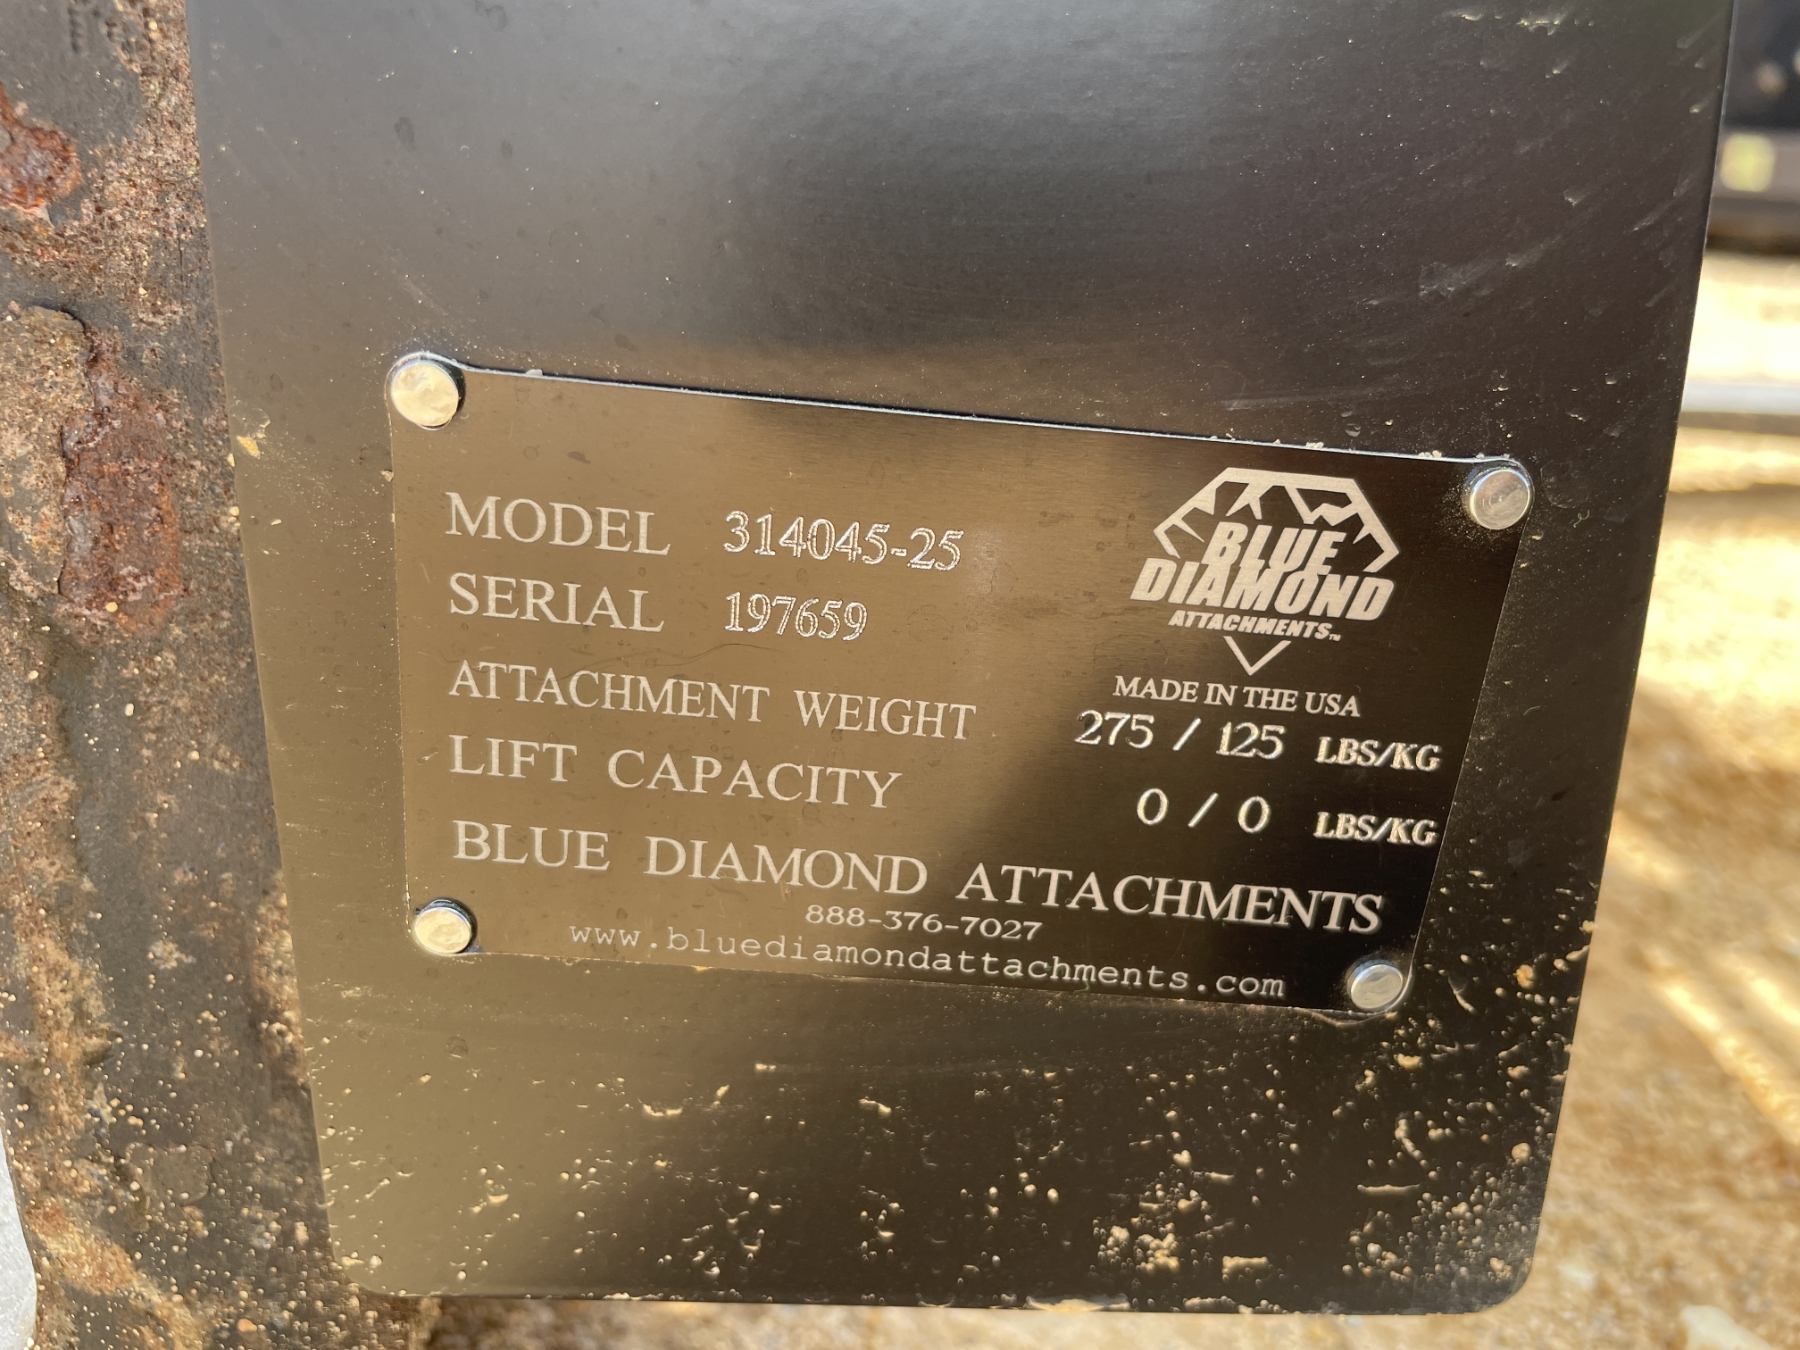 MODEL 314045-25
SERIAL 197659
BLUE
DIAMOND
ATTACHMENTS™
MADE IN THE USA
ATTACHMENT WEIGHT 275 / 125 LBS/KG
LIFT CAPACITY 0 / 0 LBS/KG
BLUE DIAMOND ATTACHMENTS
888-376-7027
www.bluediamondattachments.com